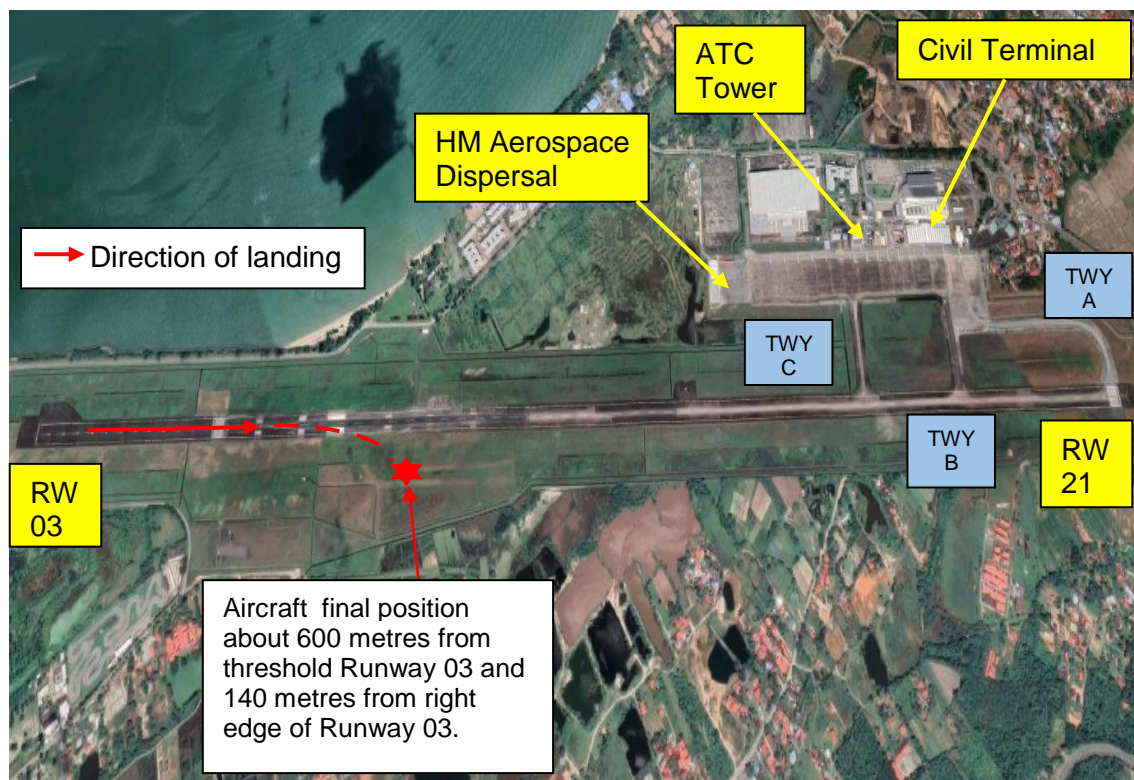 Civil Terminal
ATC
Tower
HM Aerospace
Dispersal
Direction of landing
TWY
A
TWY
C
TWY
B
RW
21
RW
03
Aircraft final position
about 600 metres from
threshold Runway 03 and
140 metres from right
edge of Runway 03.